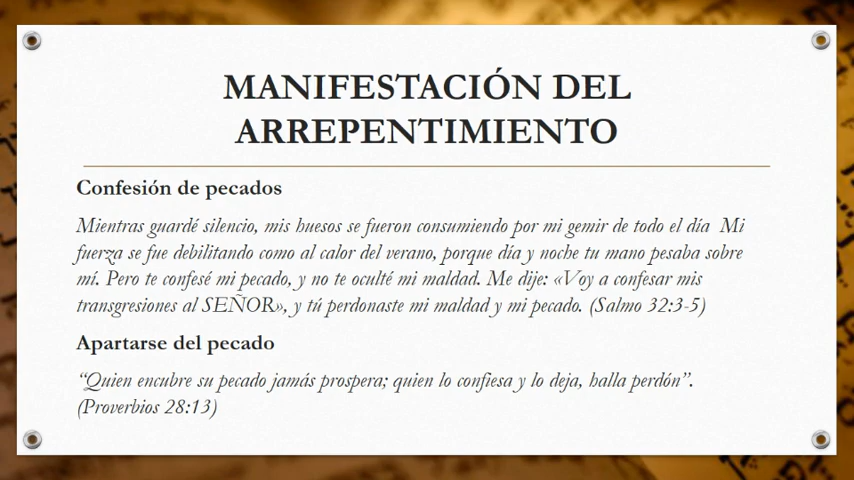 MANIFESTACIÓN DEL
ARREPENTIMIENTO
Confesión de pecados
Mientras guardé silencio, mis huesos se fueron consumiendo por mi gemir de todo el día  Mi
fuerza se fue debilitando como al calor del verano, porque día y noche tu mano pesaba sobre
mí. Pero te confesé mi pecado, y no te oculté mi maldad. Me dije: «Voy a confesar mis
transgresiones al SEÑOR», y tú perdonaste mi maldad y mi pecado. (Salmo 32:3-5)
Apartarse del pecado
“Quien encubre su pecado jamás prospera; quien lo confiesa y lo deja, halla perdón”.
(Proverbios 28:13)